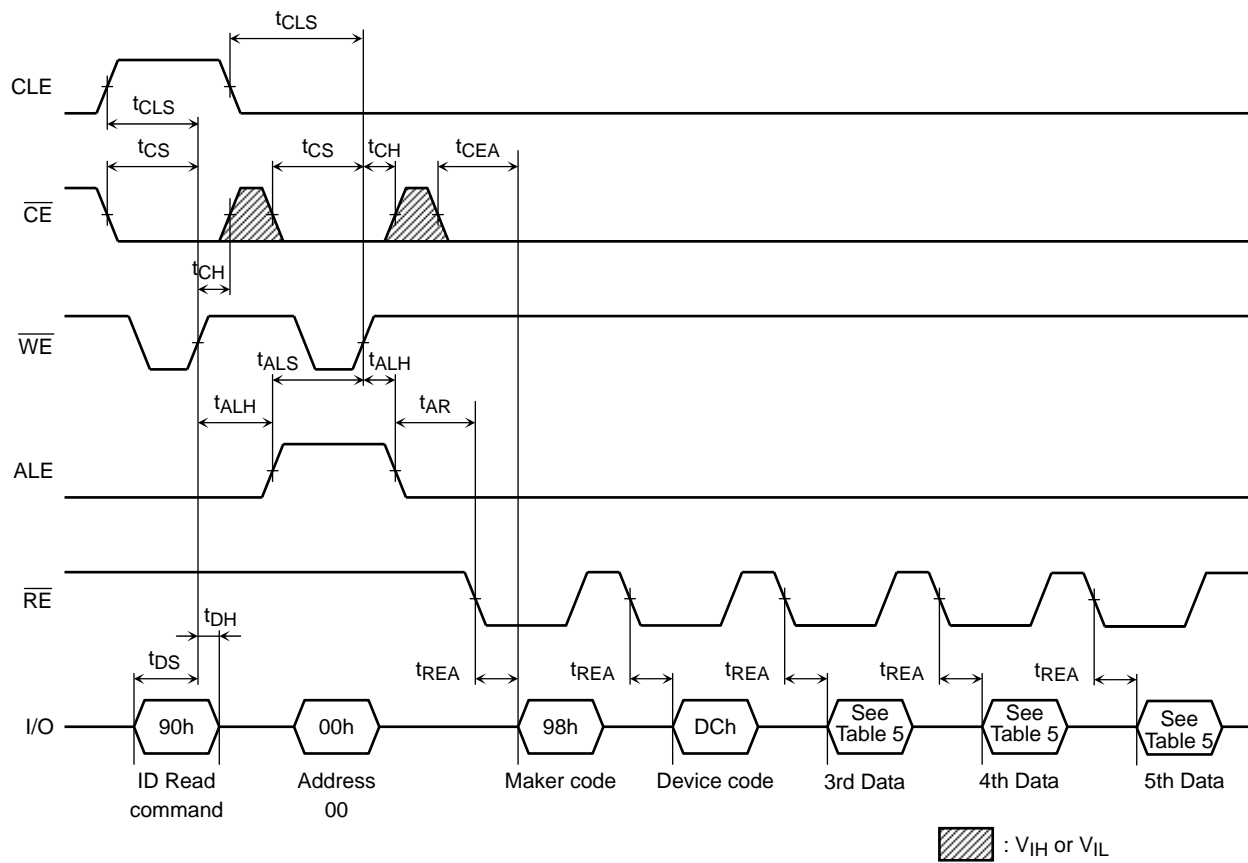 tCLS
CLE
tCLS
tCS
tCS
tCH
tCEA
CE
tCH
WE
tALS
tALH
tALH
tAR
ALE
RE
tDH
tDS
tREA
tREA
tREA
tREA
tREA
I/O
90h
00h
98h
DCh
See
Table 5
See
Table 5
See
Table 5
ID Read
command
Address
00
Maker code
Device code
3rd Data
4th Data
5th Data
: VIH or VIL